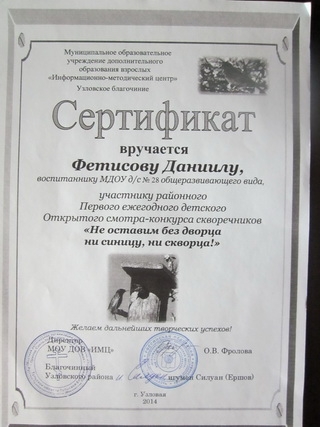 Муниципальное образовательное
учреждение дополнительного
образования взрослых
«Информационно-методический центр»
Узловское благочиние
Сертификат
вручается
Фетисову Даниилу,
воспитаннику МДОУ д/с № 28 общеразвивающего вида,
участнику районного
Первого ежегодного детского
Открытого смотра-конкурса скворечников
«Не оставим без дворца
ни синицу, ни скворца!»
Желаем дальнейших творческих успехов!
Директор
МОУ ДОВ «ИМЦ»
О.В. Фролова
Благочинный
Узловского района
игумен Силуан (Ершов)
г. Узловая
2014